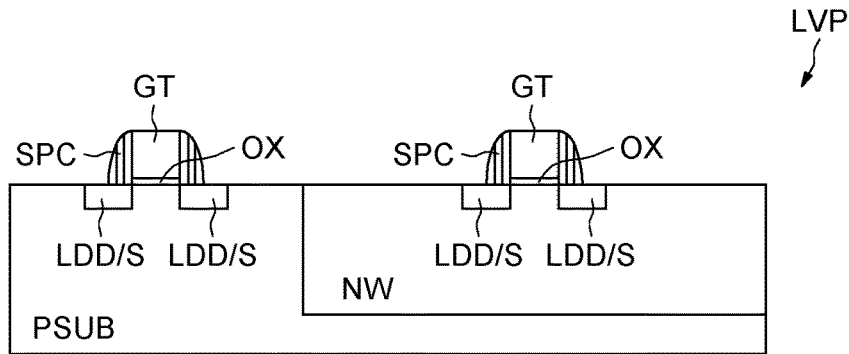 LVP
GT
GT
SPC
OX
SPC
OX
LDD/S
LDD/S
LDD/S
LDD/S
NW
PSUB